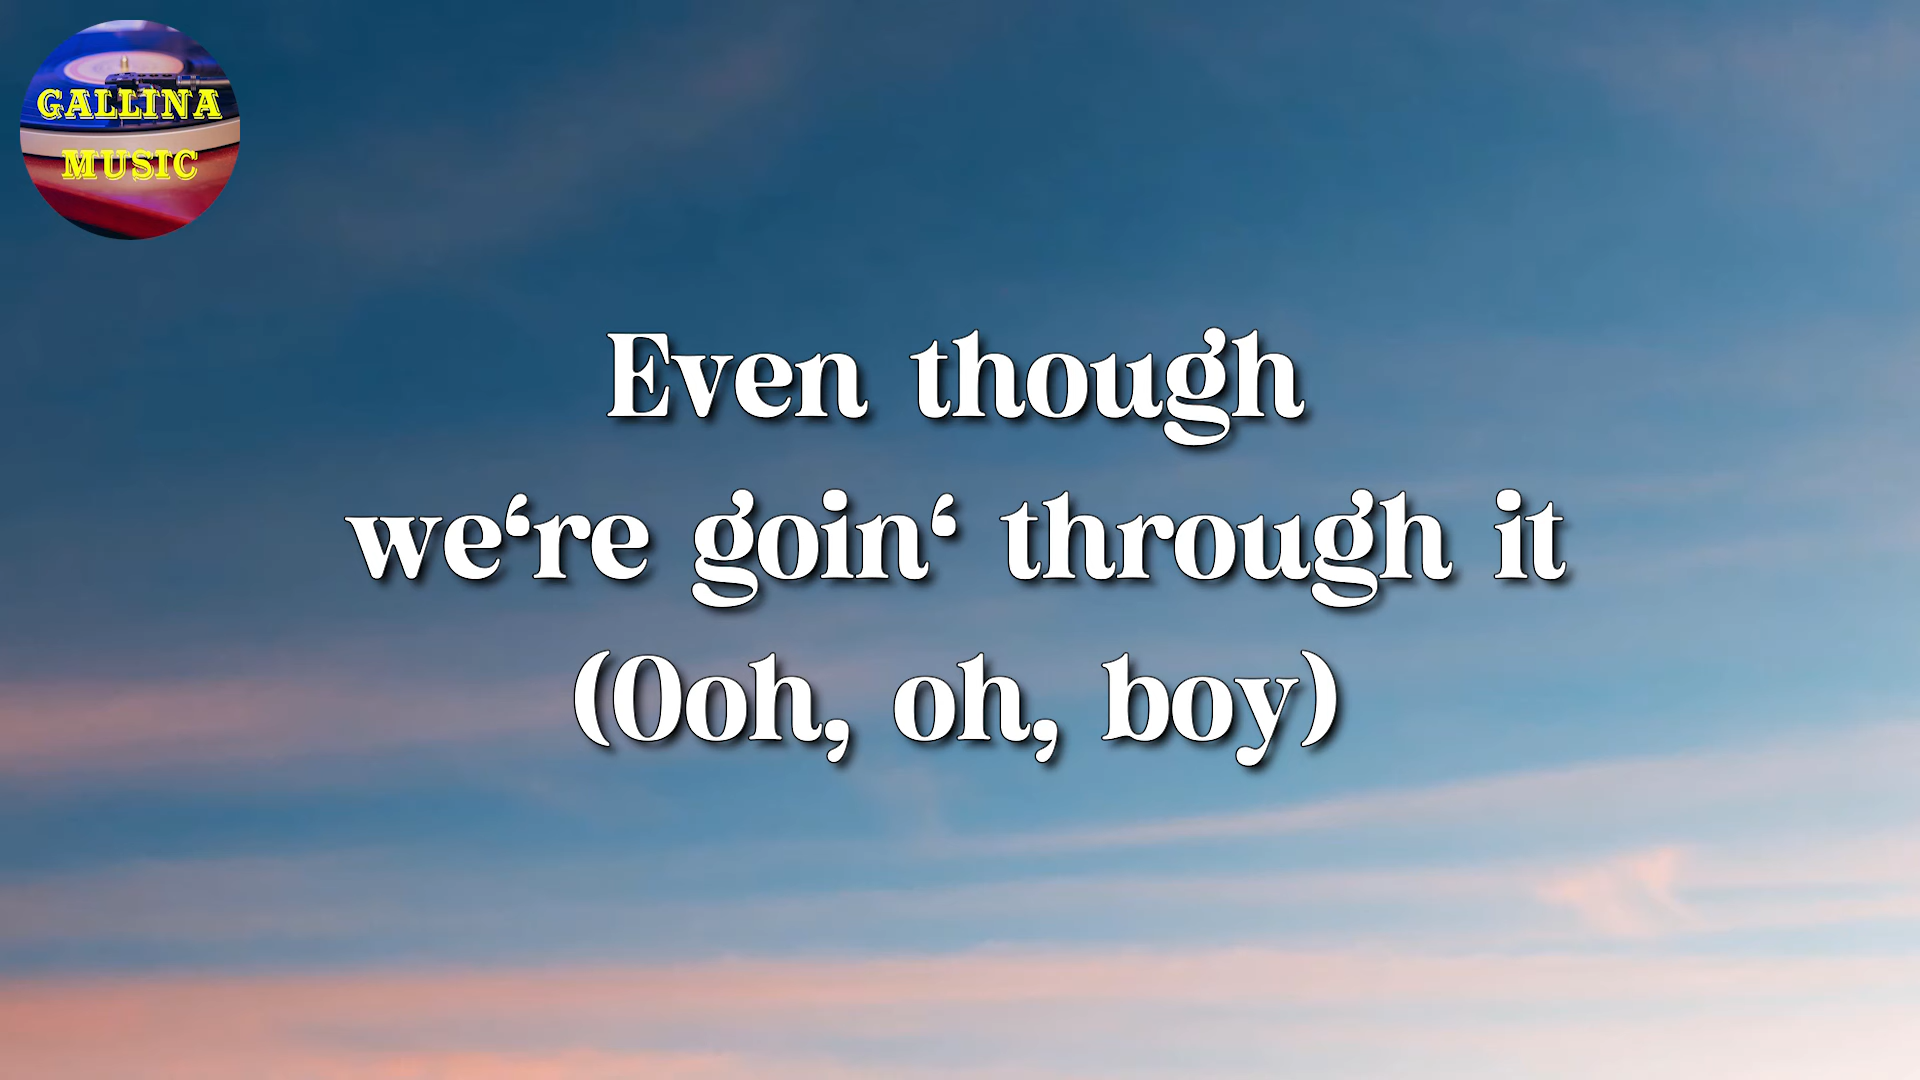 GALLINA
MUSIC
Even though
we‘re goin‘ through it
(Ooh, oh, boy)